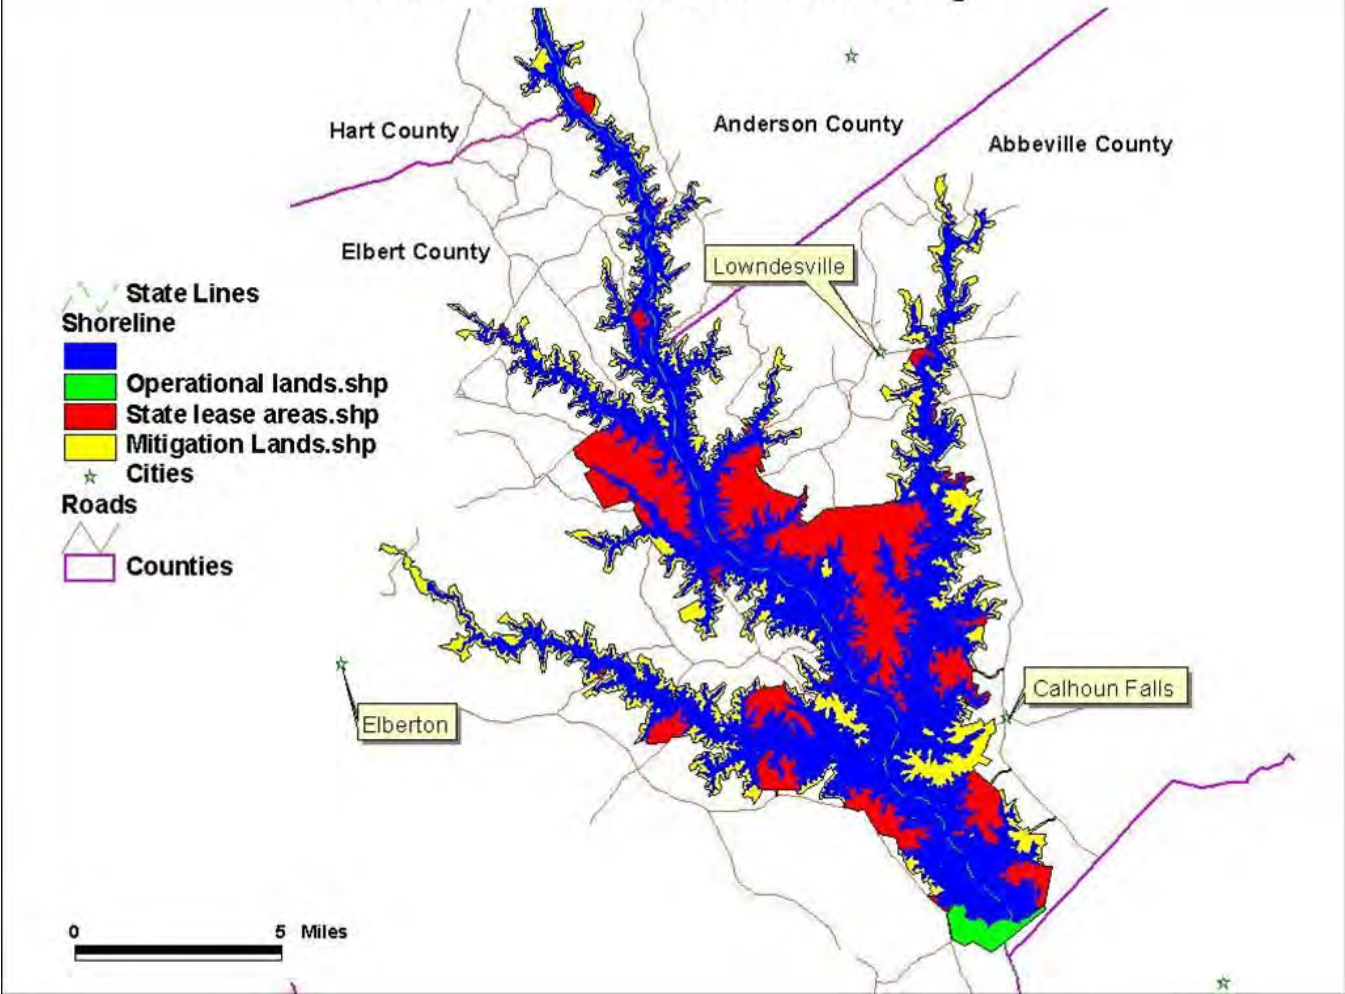 Hart County
Anderson County
Abbeville County
Elbert County
Lowndesville
State Lines
Shoreline
Operational lands.shp
State lease areas.shp
Mitigation Lands.shp
Cities
Roads
Counties
Calhoun Falls
Elberton
0 5 Miles